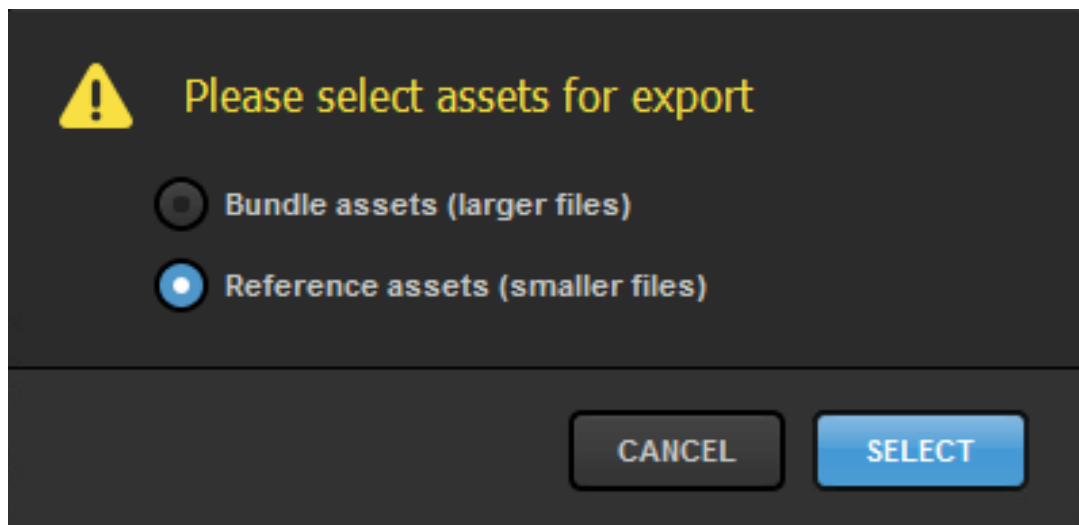 Please select assets for export
Bundle assets (larger files)
Reference assets (smaller files)
CANCEL SELECT